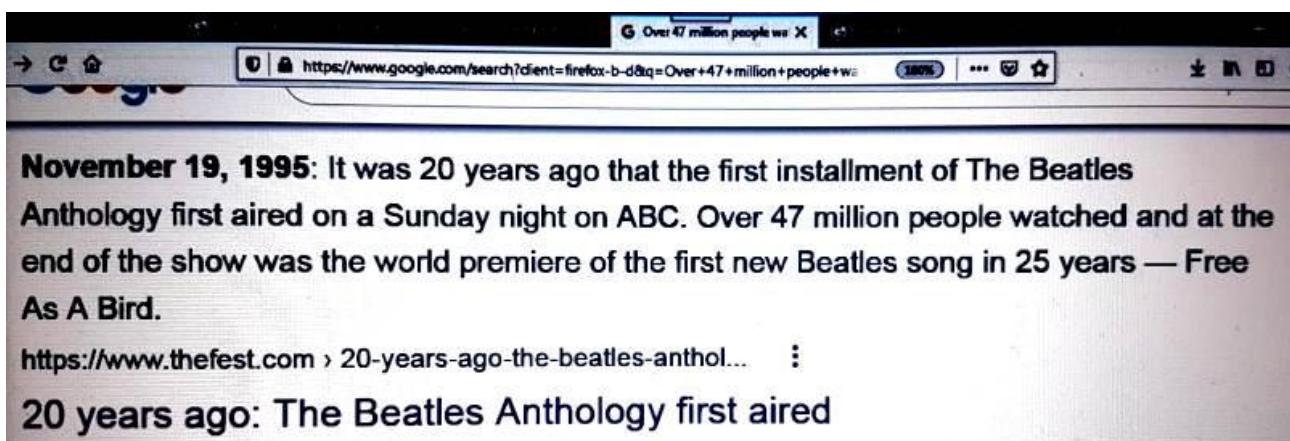 G Over 47 million people wa X
https://www.google.com/search?client=firefox-b-d&q=Over+47+million+people+wa 180% ...
November 19, 1995: It was 20 years ago that the first installment of The Beatles
Anthology first aired on a Sunday night on ABC. Over 47 million people watched and at the
end of the show was the world premiere of the first new Beatles song in 25 years — Free
As A Bird.
https://www.thefest.com › 20-years-ago-the-beatles-anthol...
20 years ago: The Beatles Anthology first aired